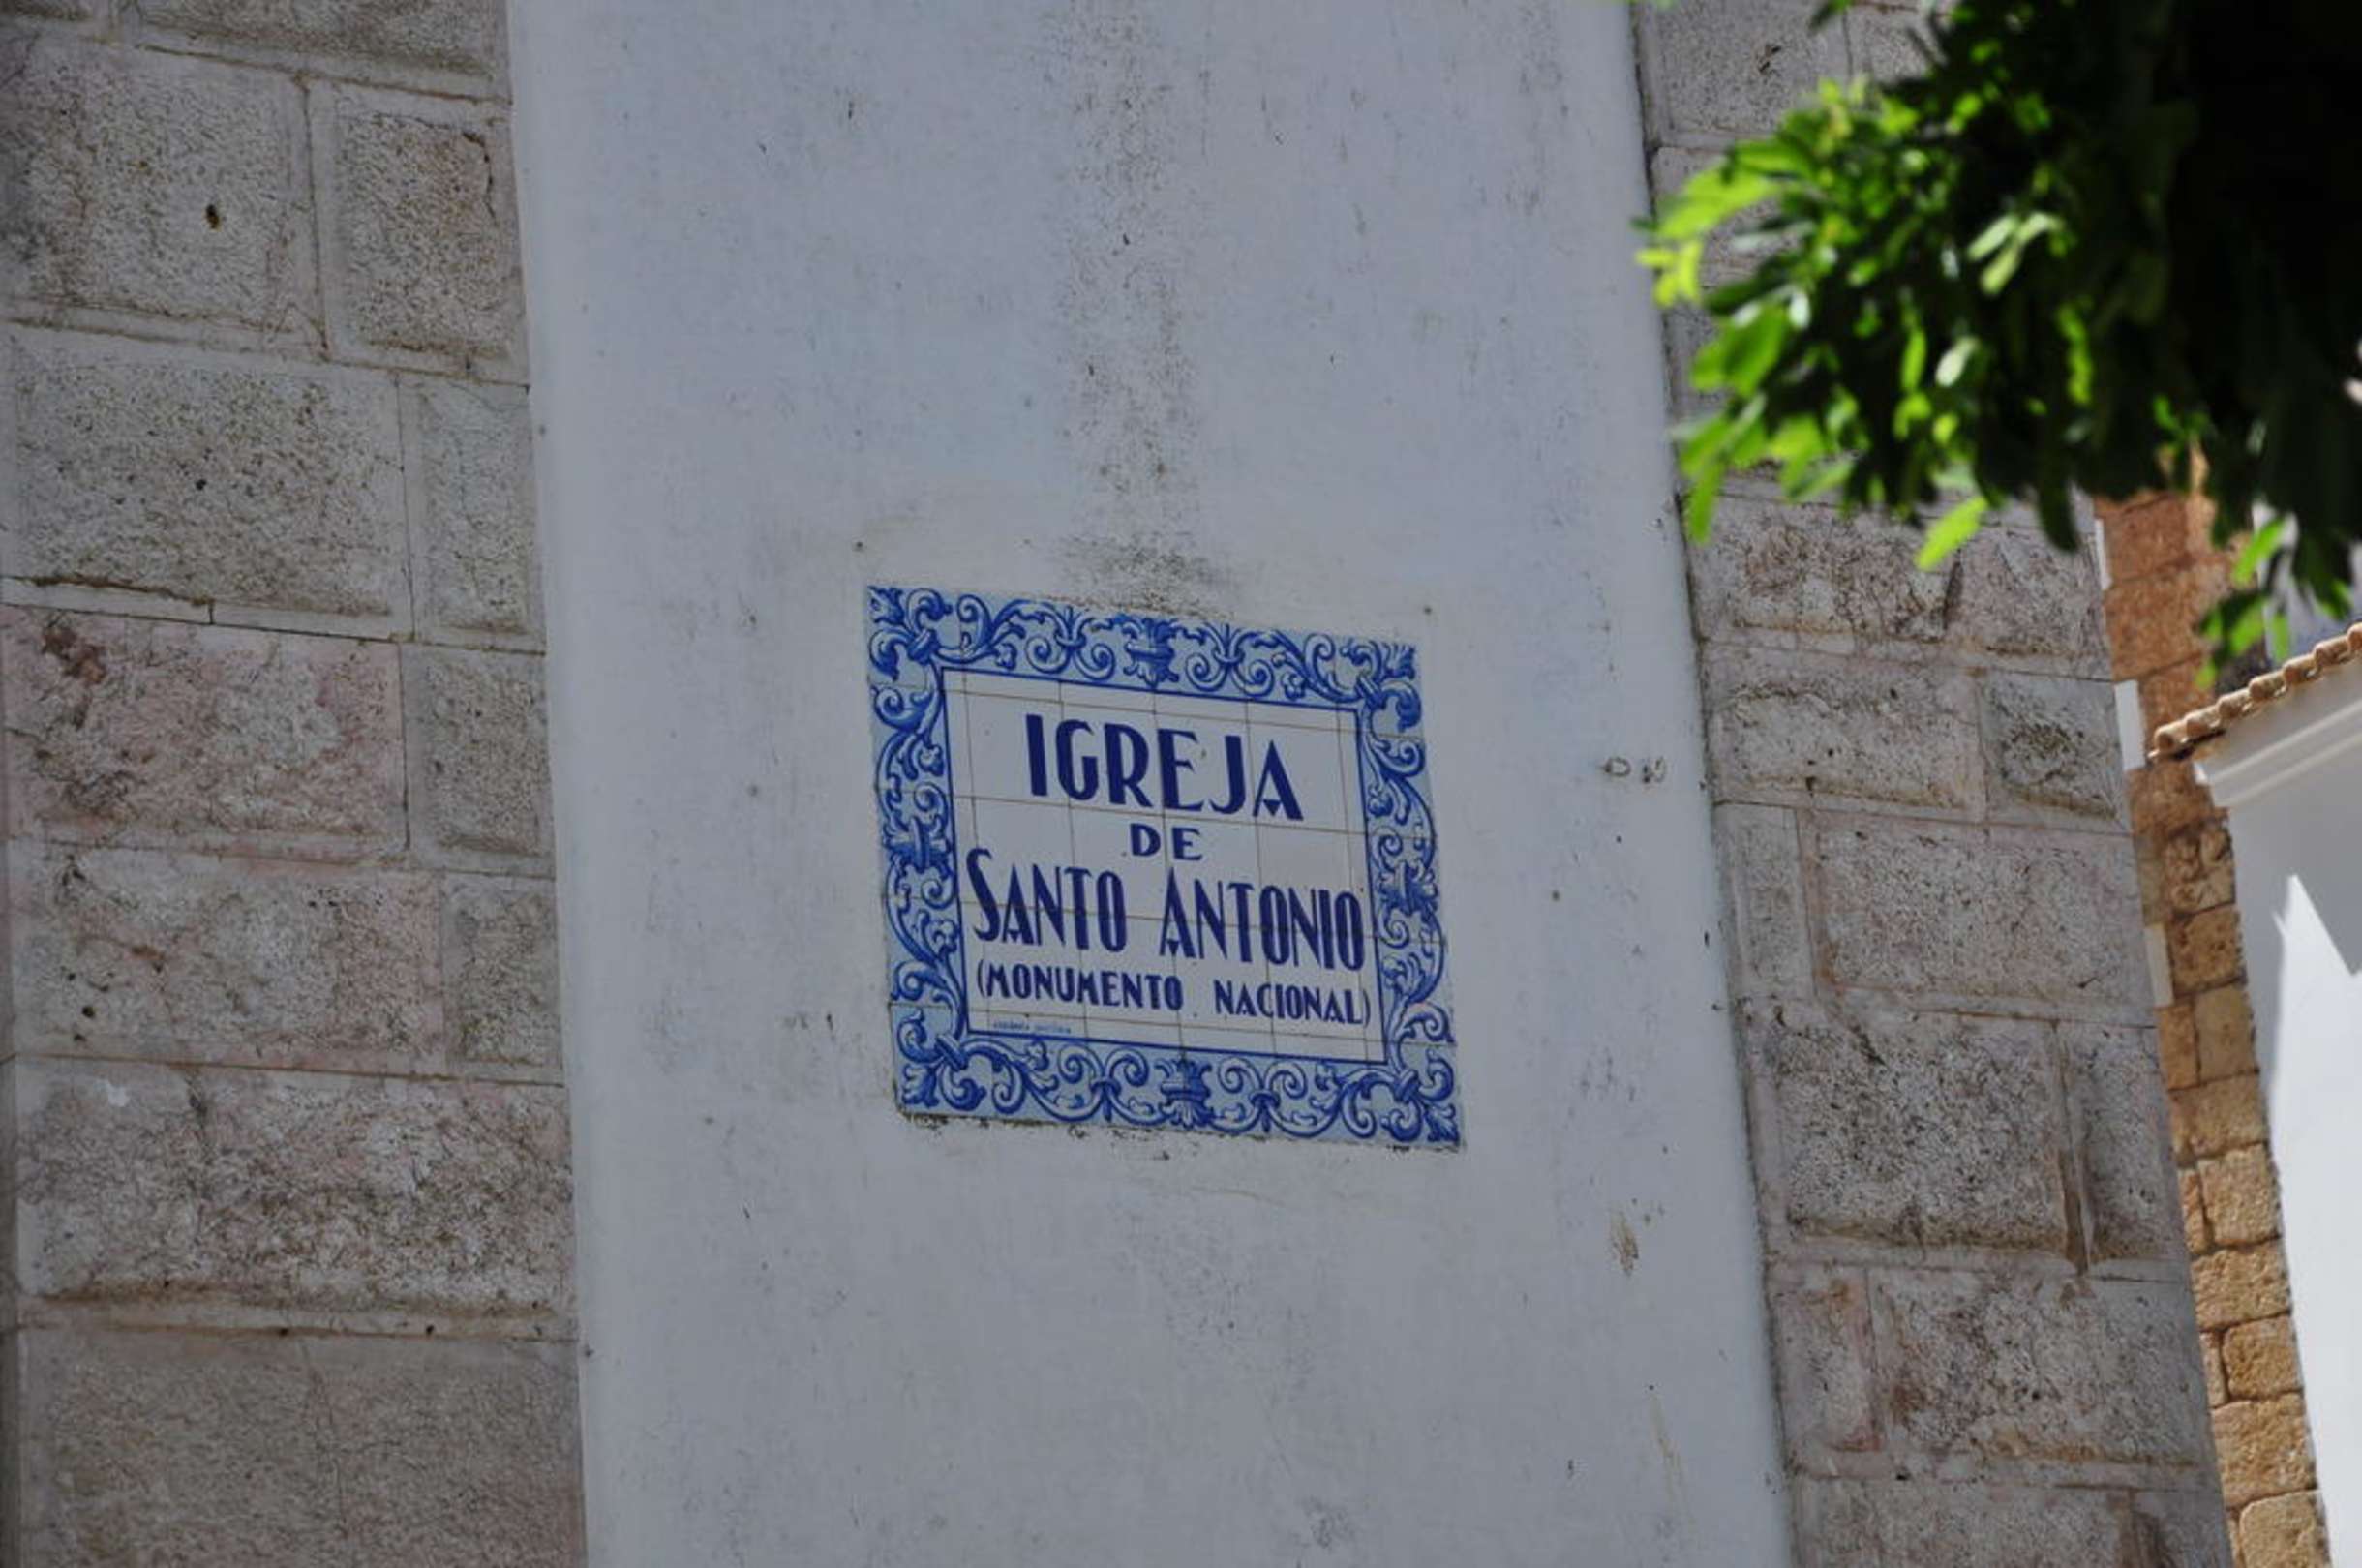 IGREJA
DE
SANTO ANTONIO
(MONUMENTO NACIONAL)